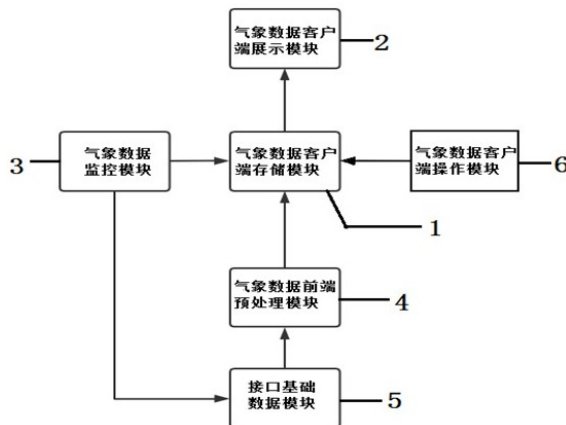 气象数据客户
端展示模块
2
3
气象数据
监控模块
气象数据客户
端存储模块
气象数据客户
端操作模块
6
1
气象数据前端
预处理模块
4
接口基础
数据模块
5